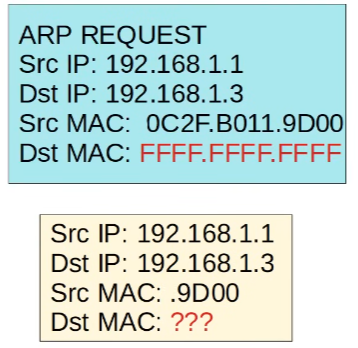 ARP REQUEST
Src IP: 192.168.1.1
Dst IP: 192.168.1.3
Src MAC: 0C2F.B011.9D00
Dst MAC: FFFF.FFFF.FFFF
Src IP: 192.168.1.1
Dst IP: 192.168.1.3
Src MAC: .9D00
Dst MAC: ???